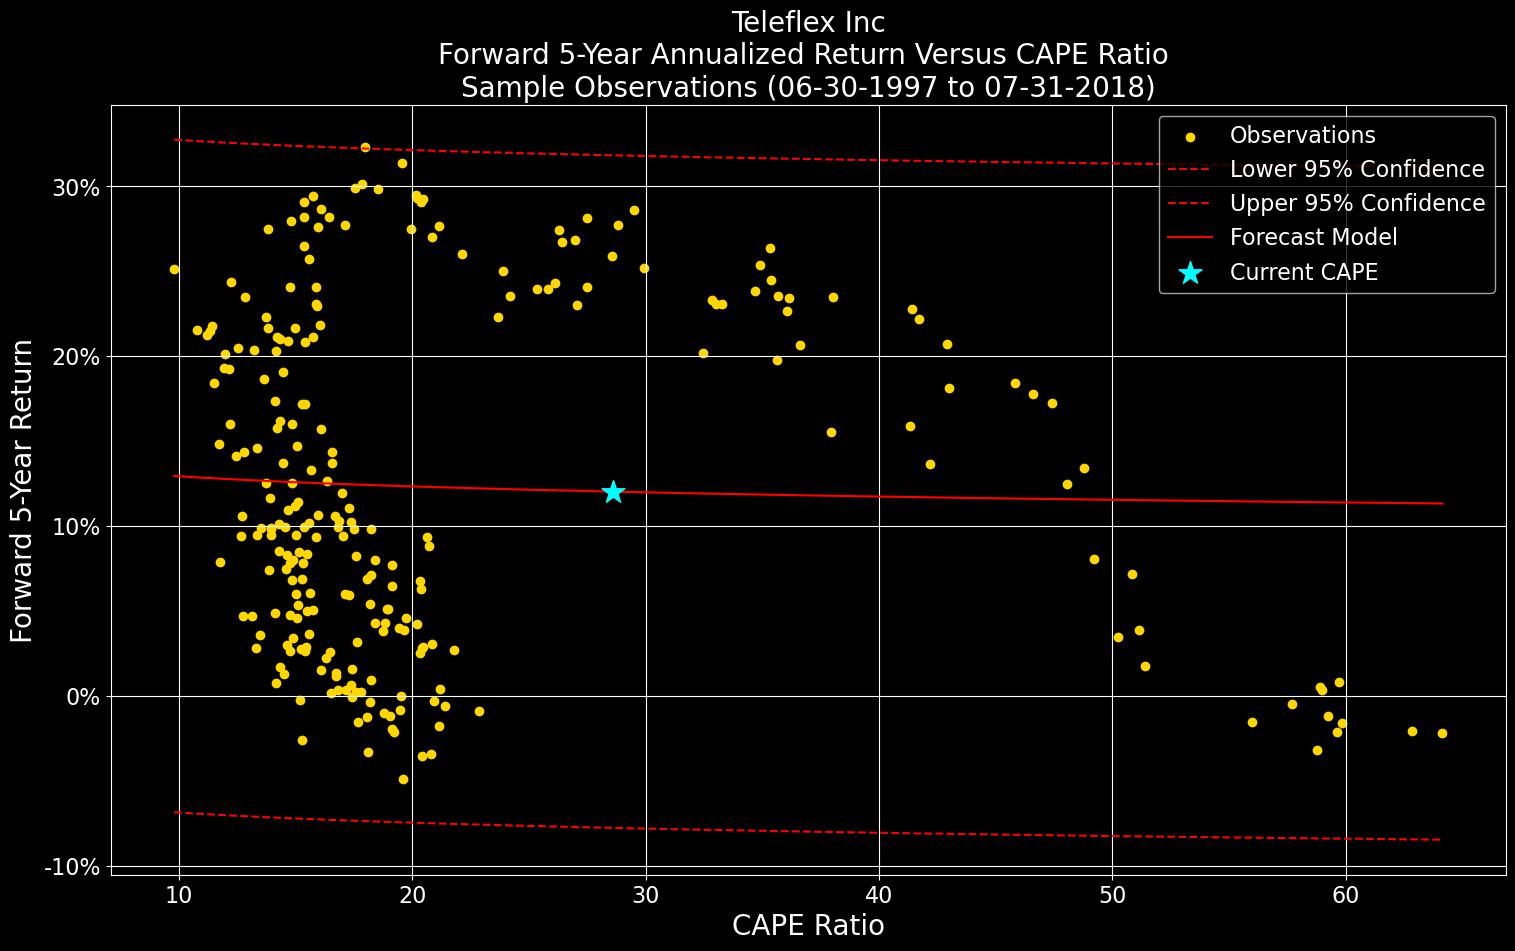 Teleflex Inc
Forward 5-Year Annualized Return Versus CAPE Ratio
Sample Observations (06-30-1997 to 07-31-2018)
Observations
Lower 95% Confidence
Upper 95% Confidence
Forecast Model
Current CAPE
Forward 5-Year Return
30%
20%
10%
0%
-10%
10 20 30 40 50 60
CAPE Ratio